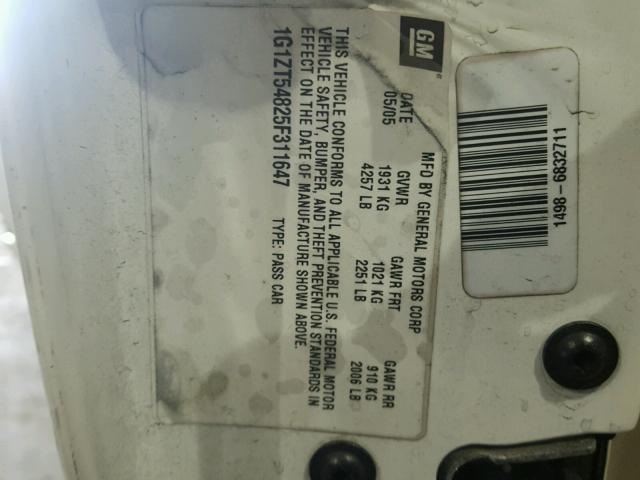 GM
MFD BY GENERAL MOTORS CORP
DATE GVWR GAWR FRT GAWR RR
05/05 1931 KG 1021 KG 910 KG
4257 LB 2251 LB 2006 LB
THIS VEHICLE CONFORMS TO ALL APPLICABLE U.S. FEDERAL MOTOR
VEHICLE SAFETY, BUMPER, AND THEFT PREVENTION STANDARDS IN
EFFECT ON THE DATE OF MANUFACTURE SHOWN ABOVE.
1G1ZT54825F311647 TYPE: PASS CAR
1498 - 6832711